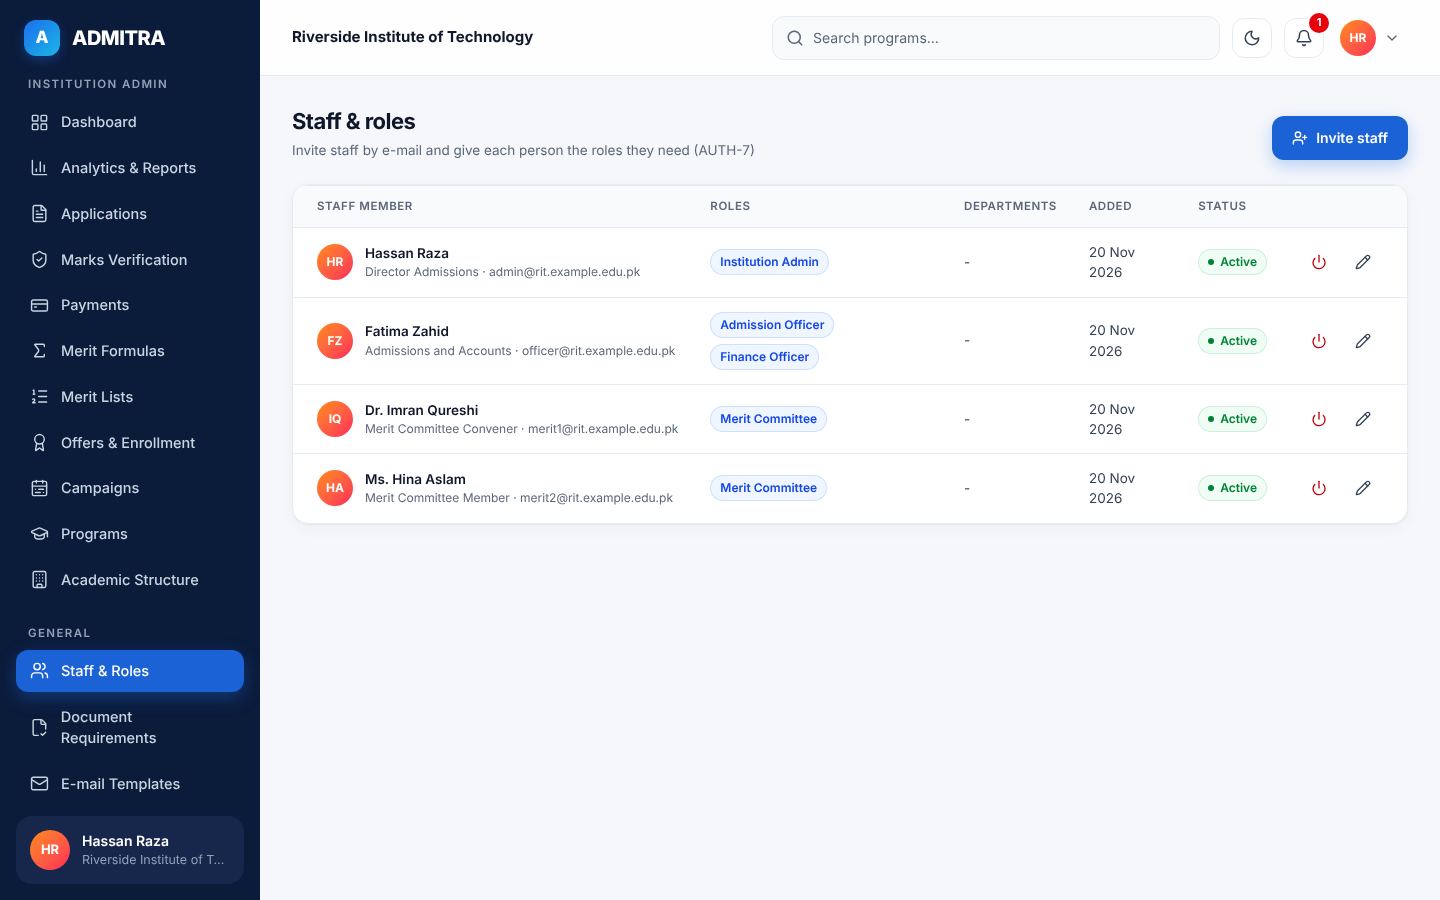 A ADMITRA
INSTITUTION ADMIN
Dashboard
Analytics & Reports
Applications
Marks Verification
Payments
Merit Formulas
Merit Lists
Offers & Enrollment
Campaigns
Programs
Academic Structure
GENERAL
Staff & Roles
Document
Requirements
E-mail Templates
HR
Hassan Raza
Riverside Institute of T...
Riverside Institute of Technology
Search programs...
1
HR
Staff & roles
Invite staff by e-mail and give each person the roles they need (AUTH-7)
Invite staff
STAFF MEMBER ROLES DEPARTMENTS ADDED STATUS
HR
Hassan Raza
Director Admissions · admin@rit.example.edu.pk
Institution Admin
-
20 Nov
2026
Active
FZ
Fatima Zahid
Admissions and Accounts · officer@rit.example.edu.pk
Admission Officer
Finance Officer
-
20 Nov
2026
Active
IQ
Dr. Imran Qureshi
Merit Committee Convener · merit1@rit.example.edu.pk
Merit Committee
-
20 Nov
2026
Active
HA
Ms. Hina Aslam
Merit Committee Member · merit2@rit.example.edu.pk
Merit Committee
-
20 Nov
2026
Active